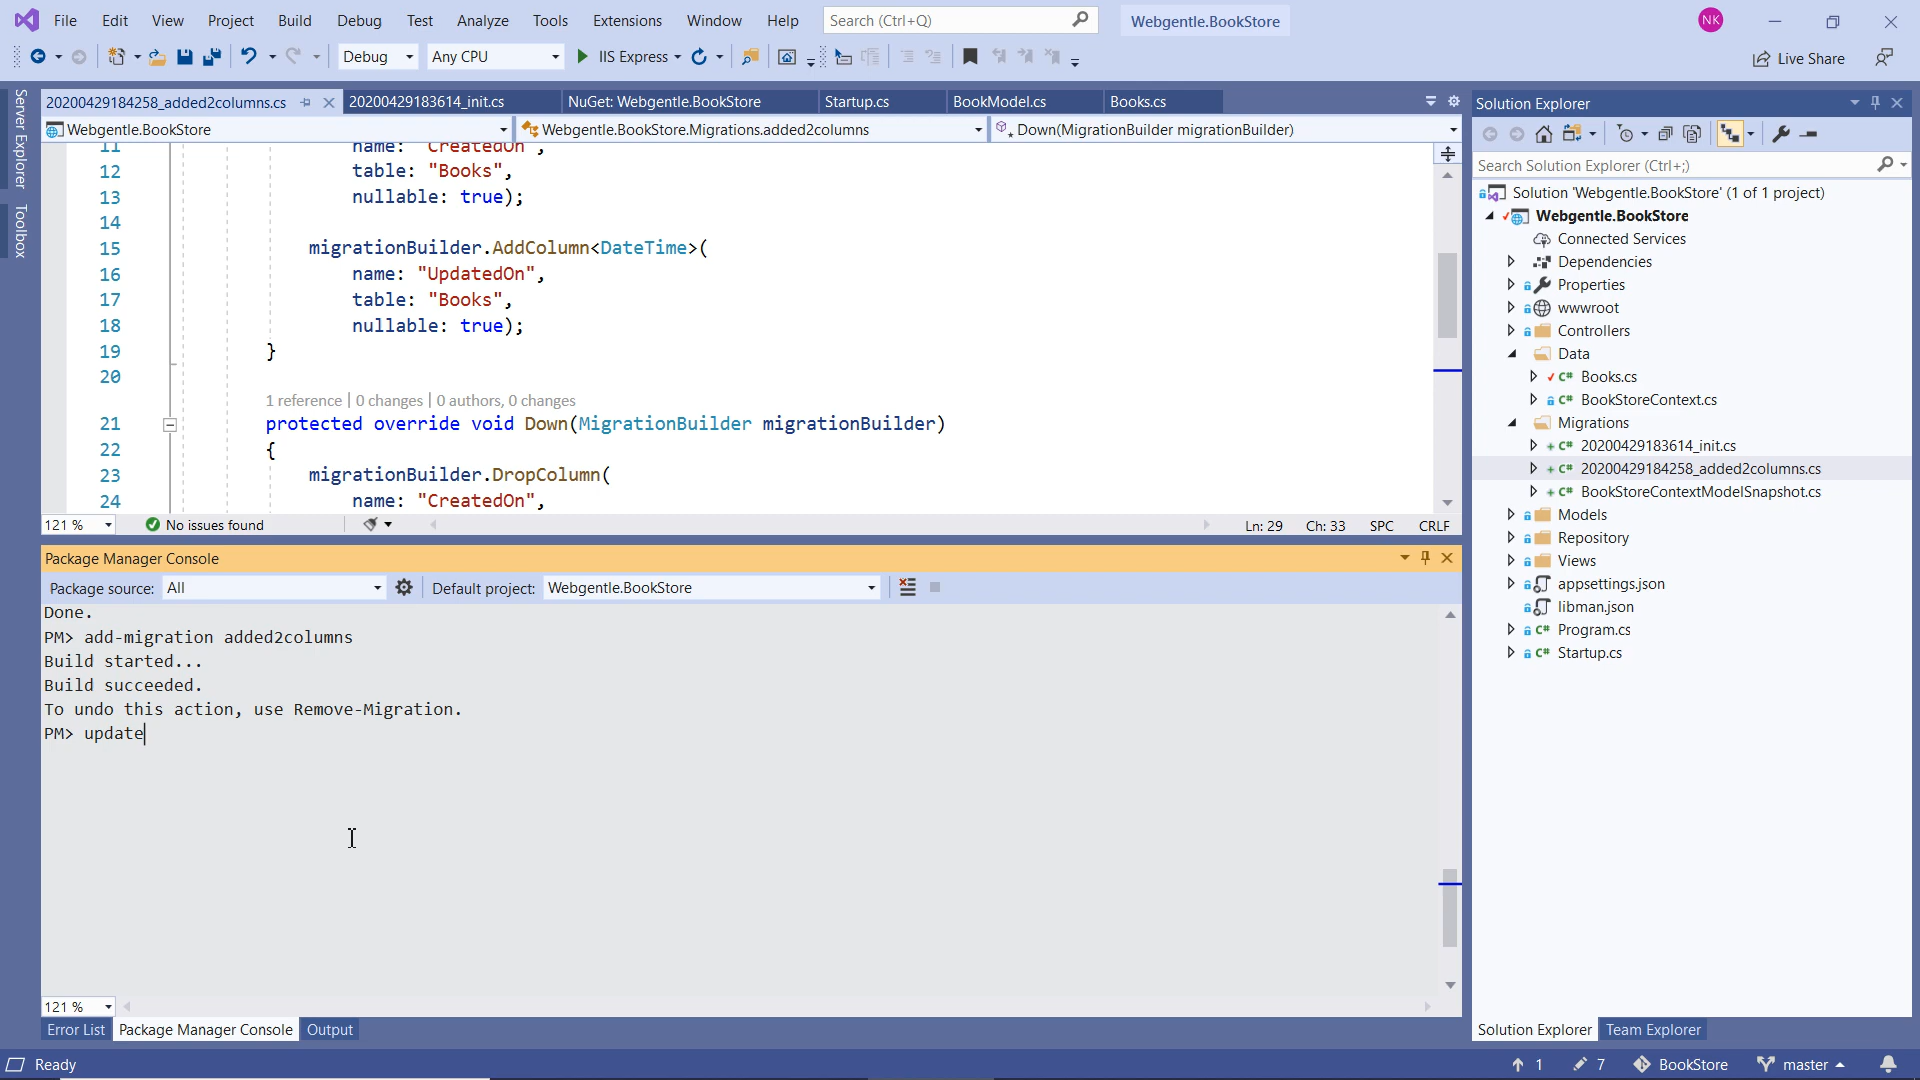 File Edit View Project Build Debug Test Analyze Tools Extensions Window Help Search (Ctrl+Q) Webgentle.BookStore NK
Debug Any CPU IIS Express Live Share
Server Explorer
Toolbox
20200429184258_added2columns.cs 20200429183614_init.cs NuGet: Webgentle.BookStore Startup.cs BookModel.cs Books.cs
Webgentle.BookStore Webgentle.BookStore.Migrations.added2columns Down(MigrationBuilder migrationBuilder)
11 name: "CreatedOn",
12 table: "Books",
13 nullable: true);
14
15 migrationBuilder.AddColumn<DateTime>(
16 name: "UpdatedOn",
17 table: "Books",
18 nullable: true);
19 }
20
1 reference | 0 changes | 0 authors, 0 changes
21 protected override void Down(MigrationBuilder migrationBuilder)
22 {
23 migrationBuilder.DropColumn(
24 name: "CreatedOn",
121 % No issues found Ln: 29 Ch: 33 SPC CRLF
Package Manager Console
Package source: All Default project: Webgentle.BookStore
Done.
PM> add-migration added2columns
Build started...
Build succeeded.
To undo this action, use Remove-Migration.
PM> update
121 %
Error List Package Manager Console Output
Solution Explorer
Search Solution Explorer (Ctrl+;)
Solution 'Webgentle.BookStore' (1 of 1 project)
Webgentle.BookStore
Connected Services
Dependencies
Properties
wwwroot
Controllers
Data
C# Books.cs
C# BookStoreContext.cs
Migrations
C# 20200429183614_init.cs
C# 20200429184258_added2columns.cs
C# BookStoreContextModelSnapshot.cs
Models
Repository
Views
appsettings.json
libman.json
C# Program.cs
C# Startup.cs
Solution Explorer Team Explorer
Ready 1 7 BookStore master